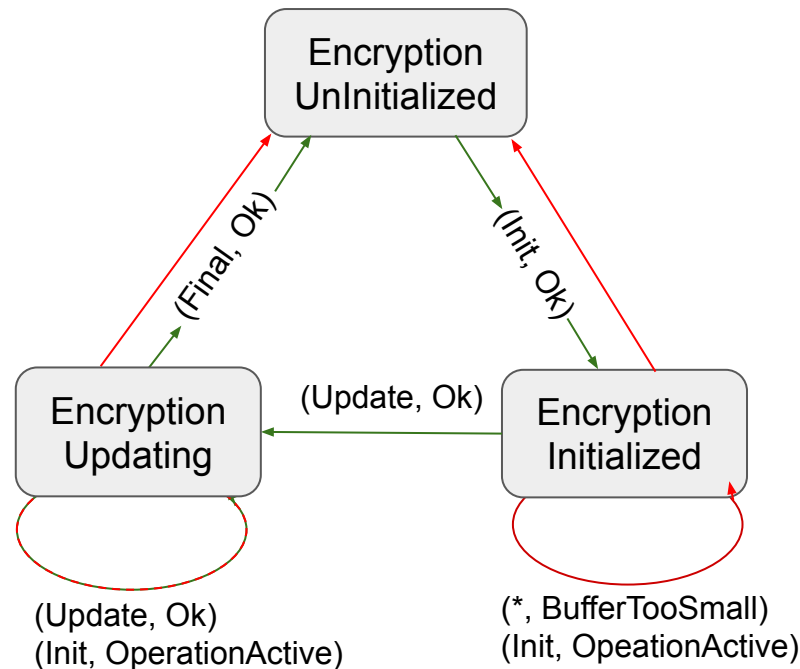 Encryption
UnInitialized
(Final, Ok)
(Init, Ok)
(Update, Ok)
Encryption
Updating
Encryption
Initialized
(Update, Ok)
(Init, OperationActive)
(*, BufferTooSmall)
(Init, OpeationActive)